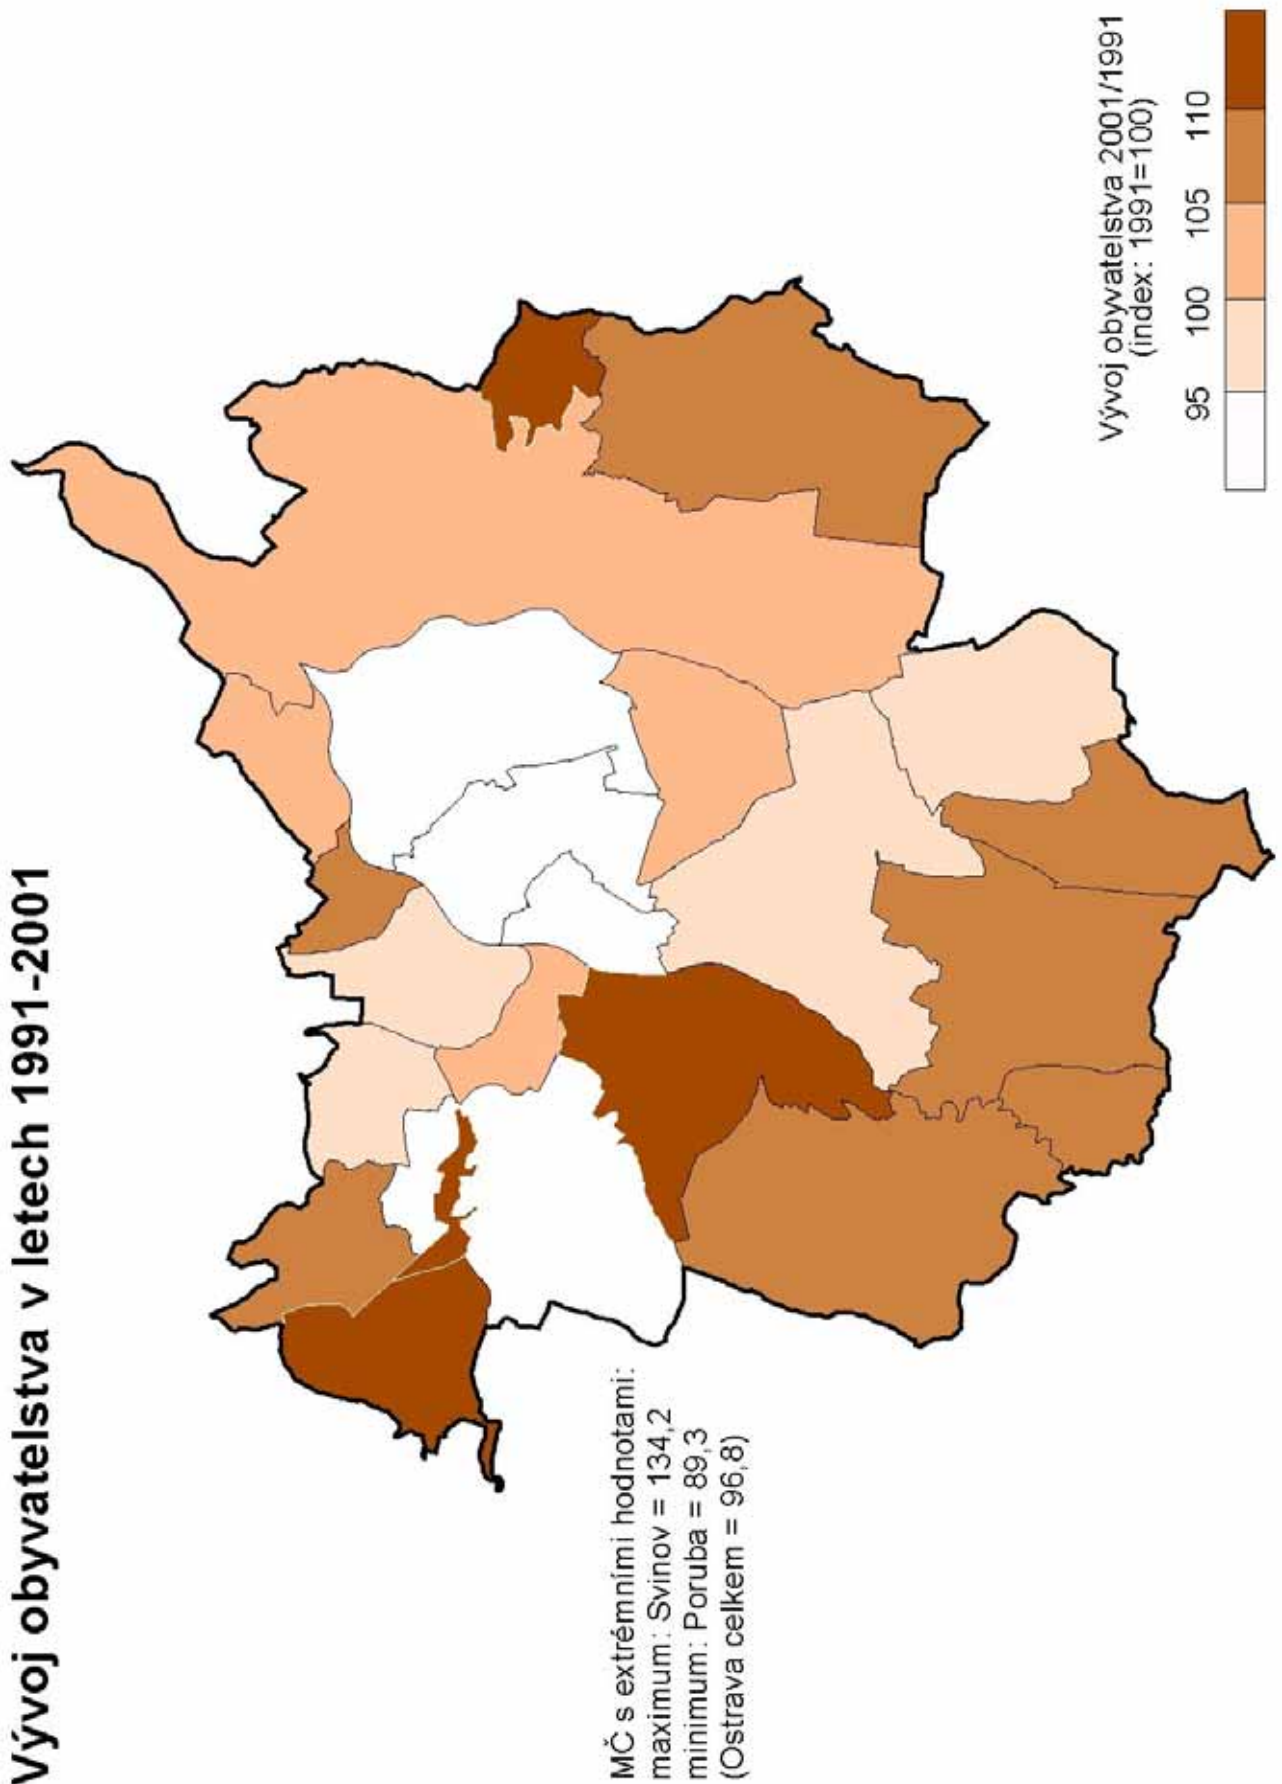 Vývoj obyvatelstva v letech 1991-2001
MČ s extrémními hodnotami:
maximum: Svinov = 134,2
minimum: Poruba = 89,3
(Ostrava celkem = 96,8)
Vývoj obyvatelstva 2001/1991
(index: 1991=100)
95 100 105 110